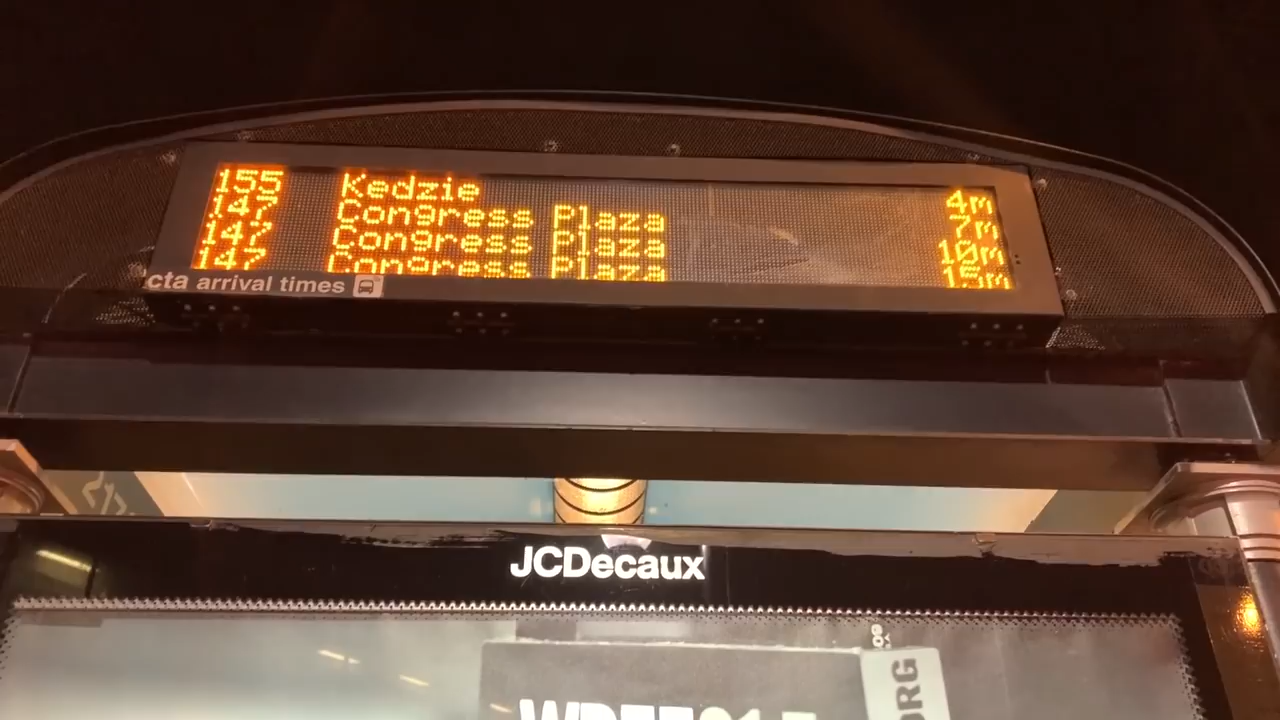 155 Kedzie 4m
147 Congress Plaza 7m
147 Congress Plaza 10m
147 Congress Plaza 15m
cta arrival times
JCDecaux
ORG